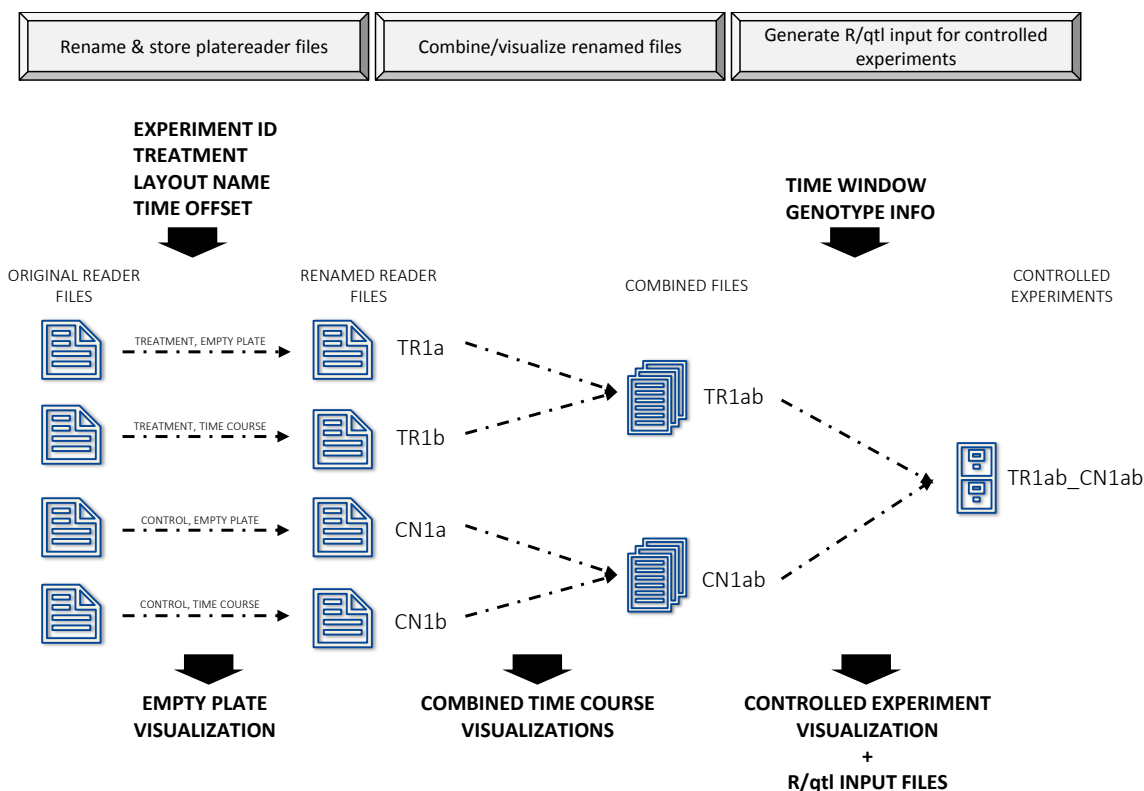 Rename & store platereader files
Combine/visualize renamed files
Generate R/qtl input for controlled
experiments
EXPERIMENT ID
TREATMENT
LAYOUT NAME
TIME OFFSET
TIME WINDOW
GENOTYPE INFO
ORIGINAL READER
FILES
RENAMED READER
FILES
COMBINED FILES
CONTROLLED
EXPERIMENTS
TREATMENT, EMPTY PLATE
TR1a
TREATMENT, TIME COURSE
TR1b
CONTROL, EMPTY PLATE
CN1a
CONTROL, TIME COURSE
CN1b
TR1ab
CN1ab
TR1ab_CN1ab
EMPTY PLATE
VISUALIZATION
COMBINED TIME COURSE
VISUALIZATIONS
CONTROLLED EXPERIMENT
VISUALIZATION
+
R/qtl INPUT FILES